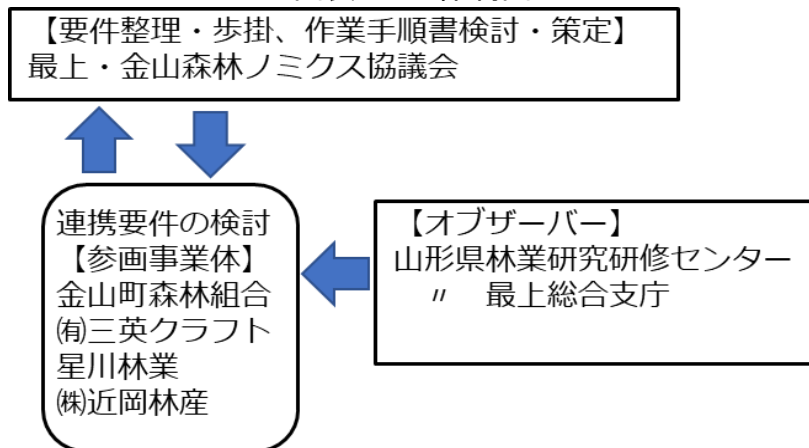 【要件整理・歩掛、作業手順書検討・策定】
最上・金山森林ノミクス協議会
連携要件の検討
【参画事業体】
金山町森林組合
㈲三英クラフト
星川林業
㈱近岡林産
【オブザーバー】
山形県林業研究研修センター
〃 最上総合支庁